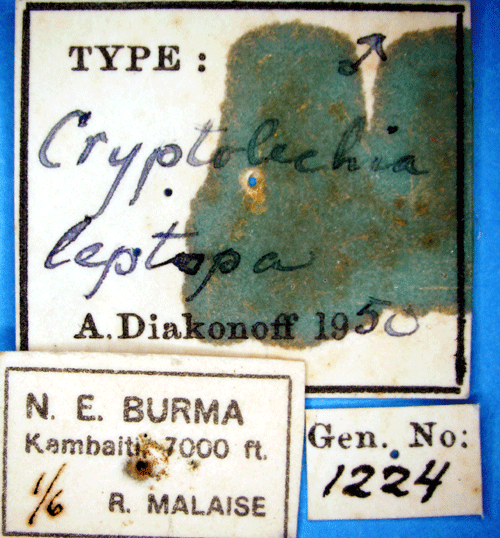 TYPE : ♂
Cryptolechia
leptopa
A. Diakonoff 1950
N. E. BURMA
Kambaiti 7000 ft.
1/6 R. MALAISE
Gen. No:
1224